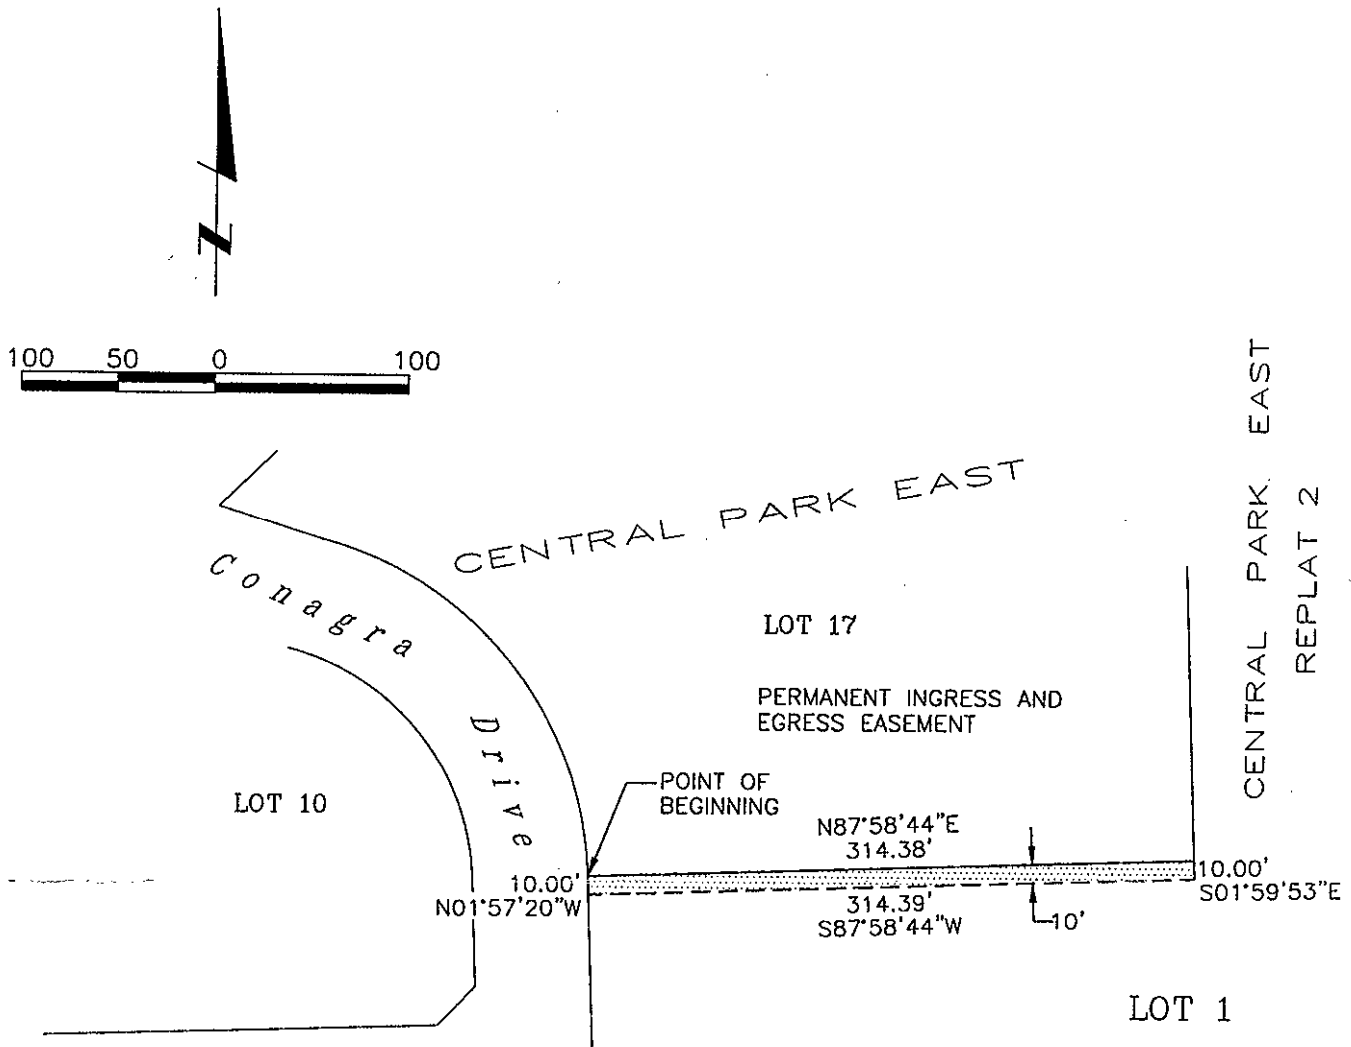 N
100 50 0 100
CENTRAL PARK EAST
CENTRAL PARK EAST
REPLAT 2
Conagra Drive
LOT 17
PERMANENT INGRESS AND
EGRESS EASEMENT
LOT 10
POINT OF
BEGINNING
N87°58'44"E
314.38'
10.00'
N01°57'20"W
10.00'
S01°59'53"E
314.39'
S87°58'44"W
10'
LOT 1